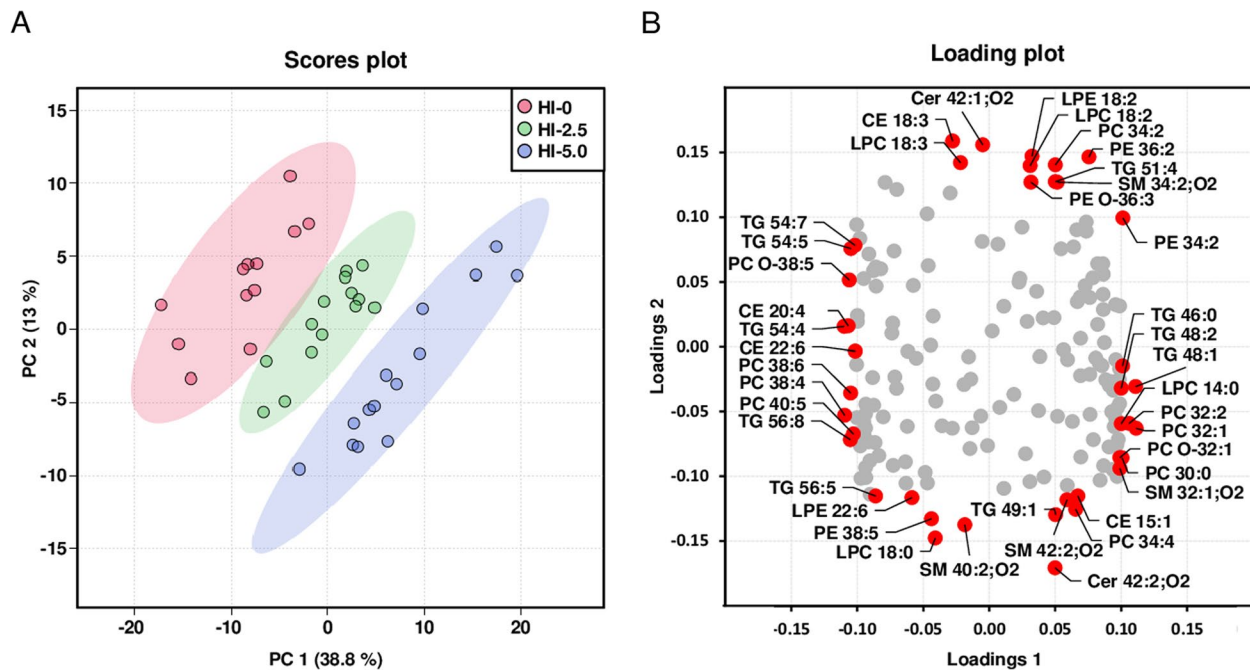 A
Scores plot
HI-0
HI-2.5
HI-5.0
15
10
5
0
-5
-10
-15
PC 2 (13 %)
-20
-10
0
10
20
PC 1 (38.8 %)
B
Loading plot
Cer 42:1;O2
CE 18:3
LPC 18:3
LPE 18:2
LPC 18:2
PC 34:2
PE 36:2
TG 51:4
SM 34:2;O2
PE O-36:3
PE 34:2
TG 54:7
TG 54:5
PC O-38:5
CE 20:4
TG 54:4
CE 22:6
PC 38:6
PC 38:4
PC 40:5
TG 56:8
TG 46:0
TG 48:2
TG 48:1
LPC 14:0
PC 32:2
PC 32:1
PC O-32:1
PC 30:0
SM 32:1;O2
TG 56:5
LPE 22:6
PE 38:5
LPC 18:0
SM 40:2;O2
TG 49:1
SM 42:2;O2
CE 15:1
PC 34:4
Cer 42:2;O2
0.15
0.10
0.05
0.00
-0.05
-0.10
-0.15
Loadings 2
-0.15
-0.10
-0.05
0.00
0.05
0.10
0.15
Loadings 1